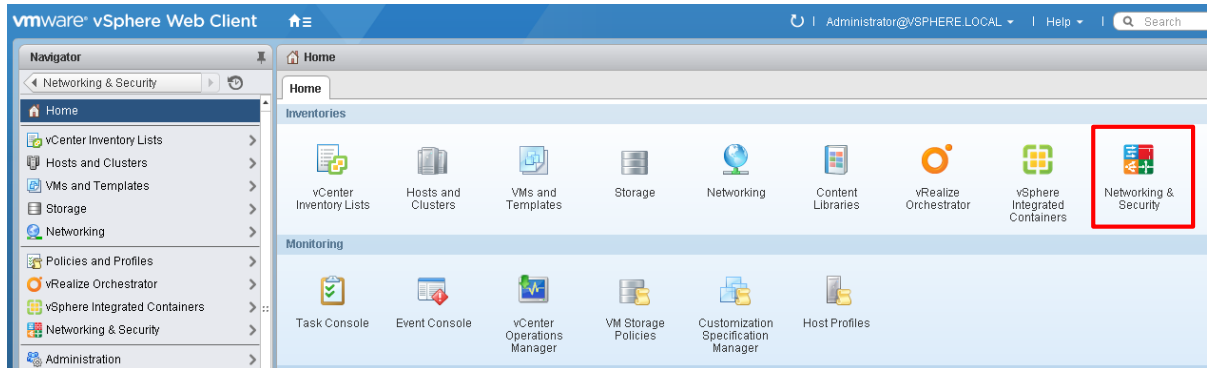 vmware® vSphere Web Client
Administrator@VSPHERE.LOCAL
Help
Search
Navigator
Networking & Security
Home
vCenter Inventory Lists
Hosts and Clusters
VMs and Templates
Storage
Networking
Policies and Profiles
vRealize Orchestrator
vSphere Integrated Containers
Networking & Security
Administration
Home
Home
Inventories
vCenter
Inventory Lists
Hosts and
Clusters
VMs and
Templates
Storage
Networking
Content
Libraries
vRealize
Orchestrator
vSphere
Integrated
Containers
Networking &
Security
Monitoring
Task Console
Event Console
vCenter
Operations
Manager
VM Storage
Policies
Customization
Specification
Manager
Host Profiles